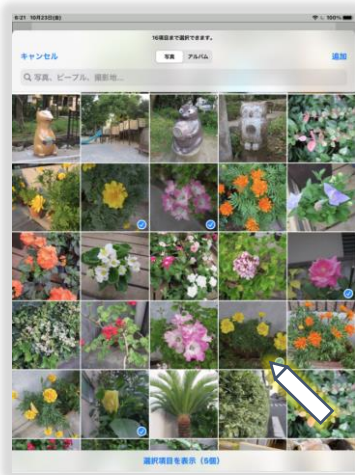 8:21 10月23日(金)
100%
16項目まで選択できます。
キャンセル
写真 アルバム
追加
写真、ピープル、撮影地...
選択項目を表示(5個)